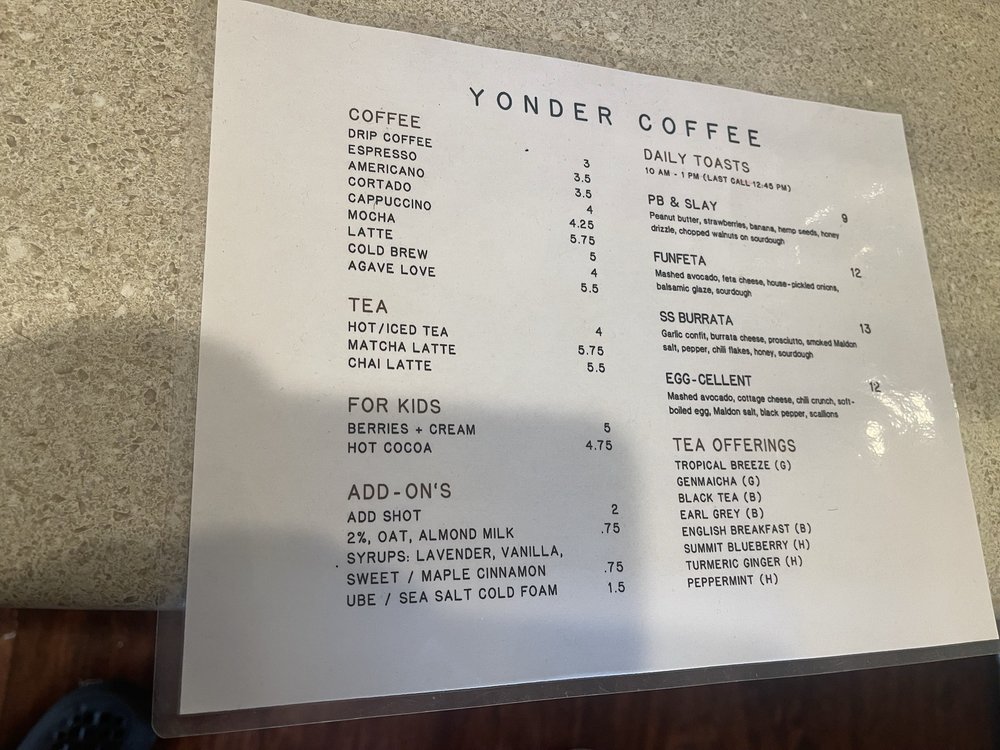 YONDER COFFEE
COFFEE
DRIP COFFEE 3
ESPRESSO 3.5
AMERICANO 3.5
CORTADO 4
CAPPUCCINO 4.25
MOCHA 5.75
LATTE 5
COLD BREW 4
AGAVE LOVE 5.5
TEA
HOT/ICED TEA 4
MATCHA LATTE 5.75
CHAI LATTE 5.5
FOR KIDS
BERRIES + CREAM 5
HOT COCOA 4.75
ADD-ON'S
ADD SHOT 2
2%, OAT, ALMOND MILK .75
SYRUPS: LAVENDER, VANILLA,
SWEET / MAPLE CINNAMON .75
UBE / SEA SALT COLD FOAM 1.5
DAILY TOASTS
10 AM - 1 PM (LAST CALL 12:45 PM)
PB & SLAY 9
Peanut butter, strawberries, banana, hemp seeds, honey
drizzle, chopped walnuts on sourdough
FUNFETA 12
Mashed avocado, feta cheese, house-pickled onions,
balsamic glaze, sourdough
SS BURRATA 13
Garlic confit, burrata cheese, prosciutto, smoked Maldon
salt, pepper, chili flakes, honey, sourdough
EGG-CELLENT 12
Mashed avocado, cottage cheese, chili crunch, soft-
boiled egg, Maldon salt, black pepper, scallions
TEA OFFERINGS
TROPICAL BREEZE (G)
GENMAICHA (G)
BLACK TEA (B)
EARL GREY (B)
ENGLISH BREAKFAST (B)
SUMMIT BLUEBERRY (H)
TURMERIC GINGER (H)
PEPPERMINT (H)